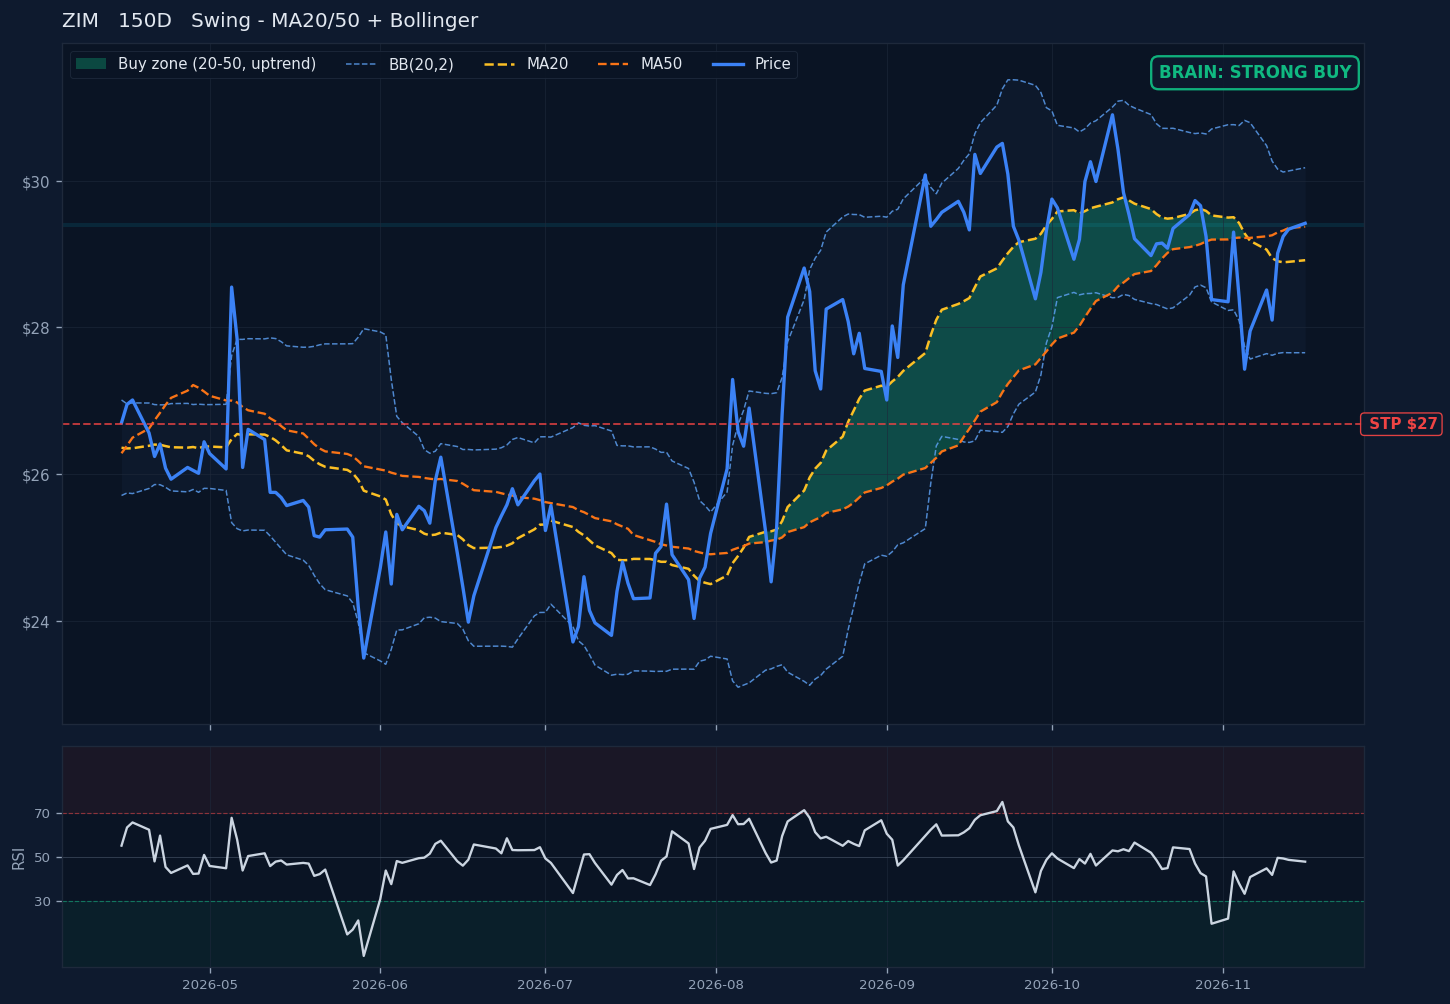 ZIM   150D   Swing - MA20/50 + Bollinger
Buy zone (20-50, uptrend)   BB(20,2)   MA20   MA50   Price
BRAIN: STRONG BUY
$30
$28
STP $27
$26
$24
70
50
30
RSI
2026-05   2026-06   2026-07   2026-08   2026-09   2026-10   2026-11